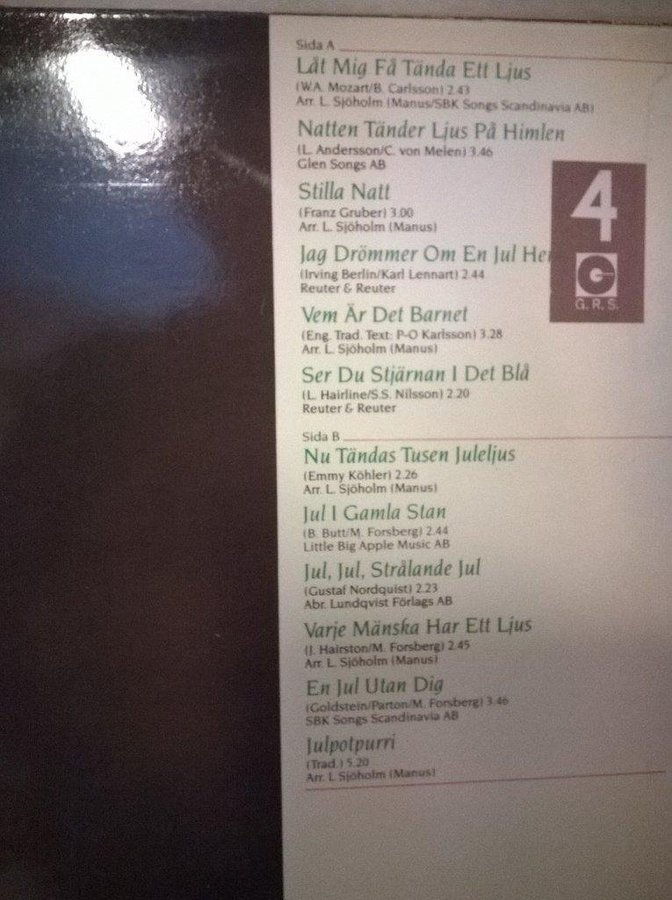 Sida A
Låt Mig Få Tända Ett Ljus
(W.A. Mozart/B. Carlsson) 2.43
Arr. L. Sjöholm (Manus/SBK Songs Scandinavia AB)
Natten Tänder Ljus På Himlen
(L. Andersson/C. von Melen) 3.46
Glen Songs AB
Stilla Natt
(Franz Gruber) 3.00
Arr. L. Sjöholm (Manus)
Jag Drömmer Om En Jul
(Irving Berlin/Karl Lennart) 2.44
Reuter & Reuter
Vem Är Det Barnet
(Eng. Trad. Text: P-O Karlsson) 3.28
Arr. L. Sjöholm (Manus)
Ser Du Stjärnan I Det Blå
(L. Hairline/S.S. Nilsson) 2.20
Reuter & Reuter
4
G.R.S.
Sida B
Nu Tändas Tusen Juleljus
(Emmy Köhler) 2.26
Arr. L. Sjöholm (Manus)
Jul I Gamla Stan
(B. Butt/M. Forsberg) 2.44
Little Big Apple Music AB
Jul, Jul, Strålande Jul
(Gustaf Nordquist) 2.23
Abr. Lundqvist Förlags AB
Varje Mänska Har Ett Ljus
(J. Hairston/M. Forsberg) 2.45
Arr. L. Sjöholm (Manus)
En Jul Utan Dig
(Goldstein/Parton/M. Forsberg) 3.46
SBK Songs Scandinavia AB
Julpotpurri
(Trad.) 5.20
Arr. L. Sjöholm (Manus)